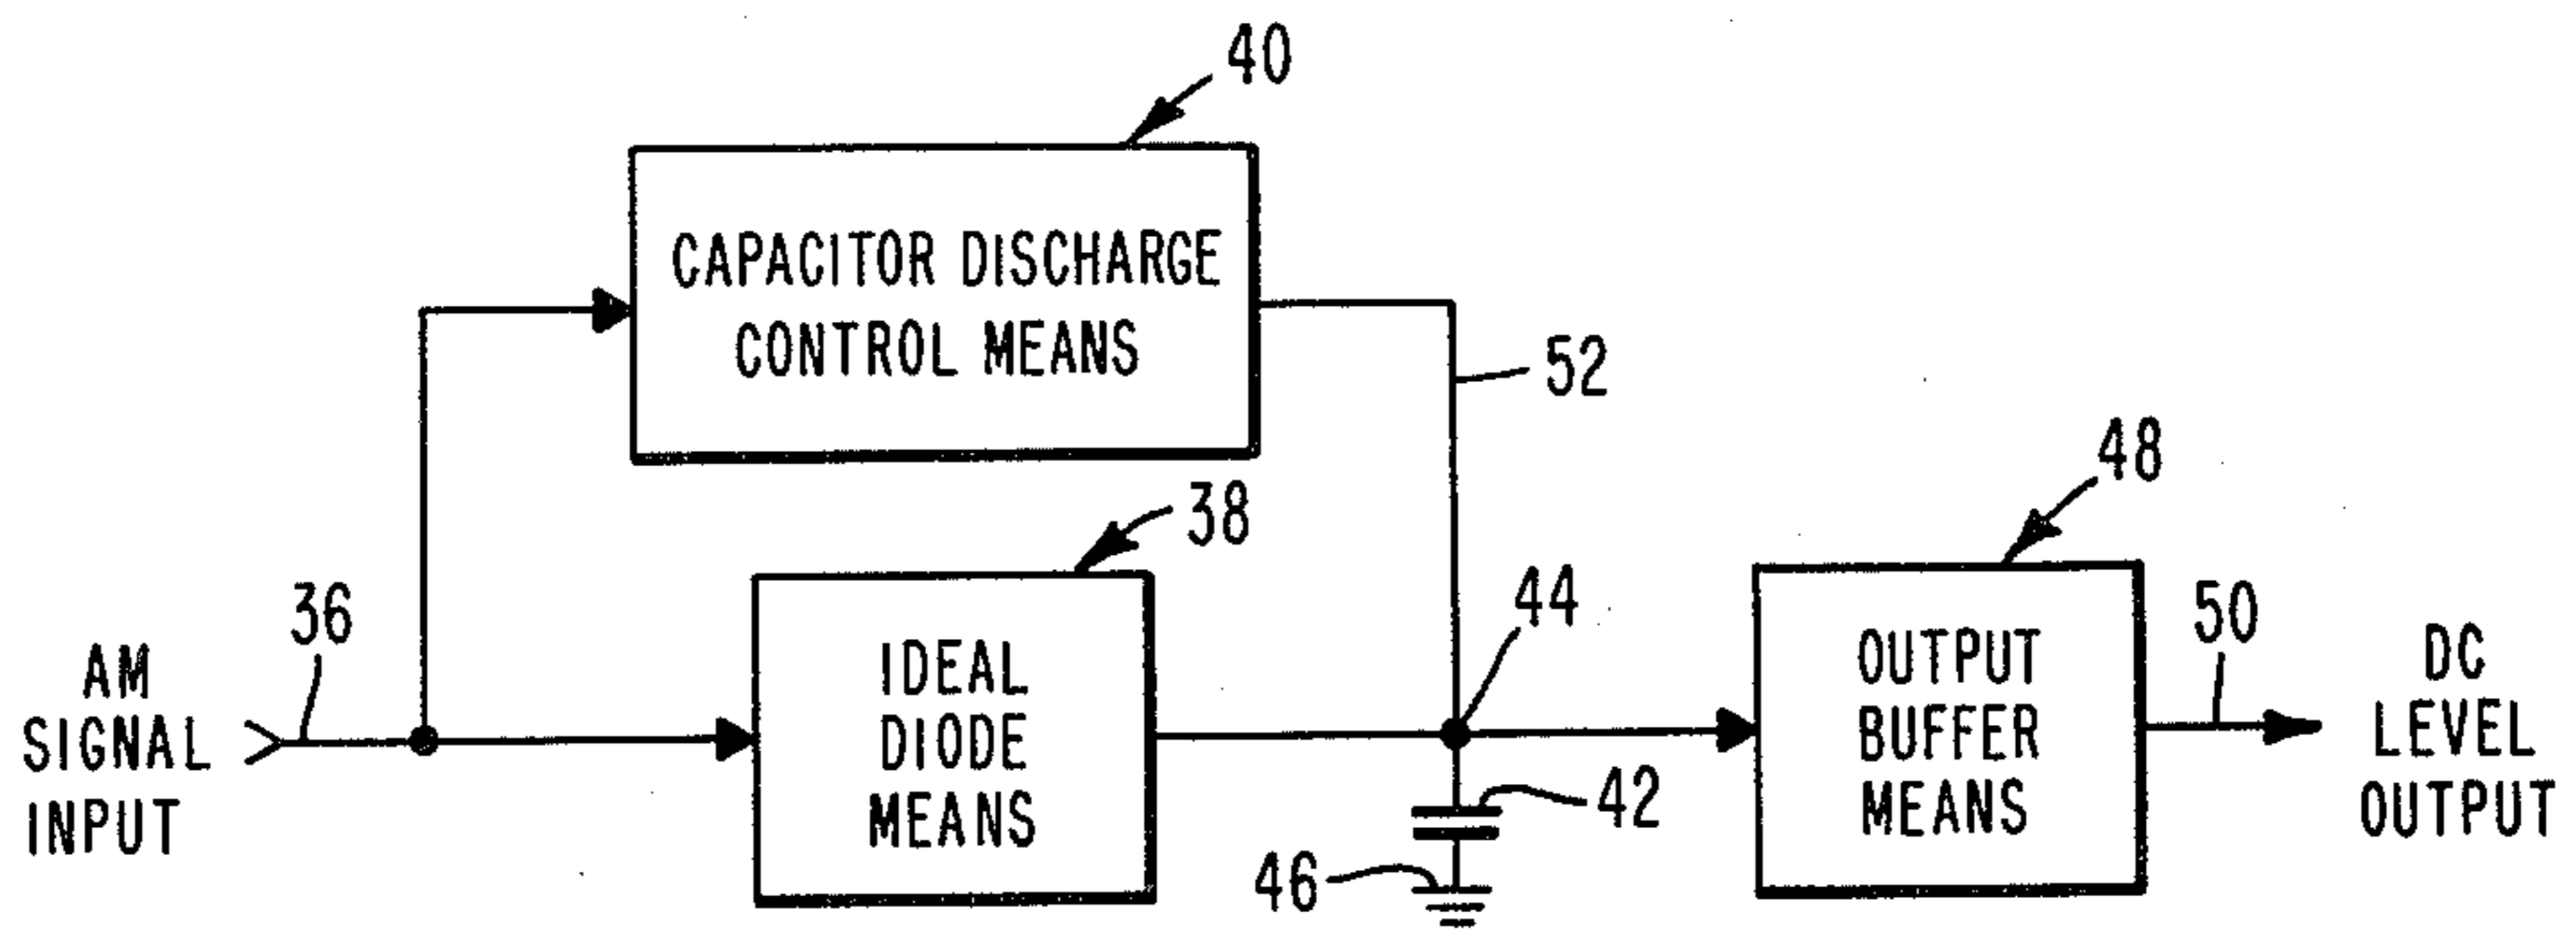 40
CAPACITOR DISCHARGE
CONTROL MEANS
52
48
38
44
36
50
AM
SIGNAL
INPUT
IDEAL
DIODE
MEANS
OUTPUT
BUFFER
MEANS
DC
LEVEL
OUTPUT
42
46